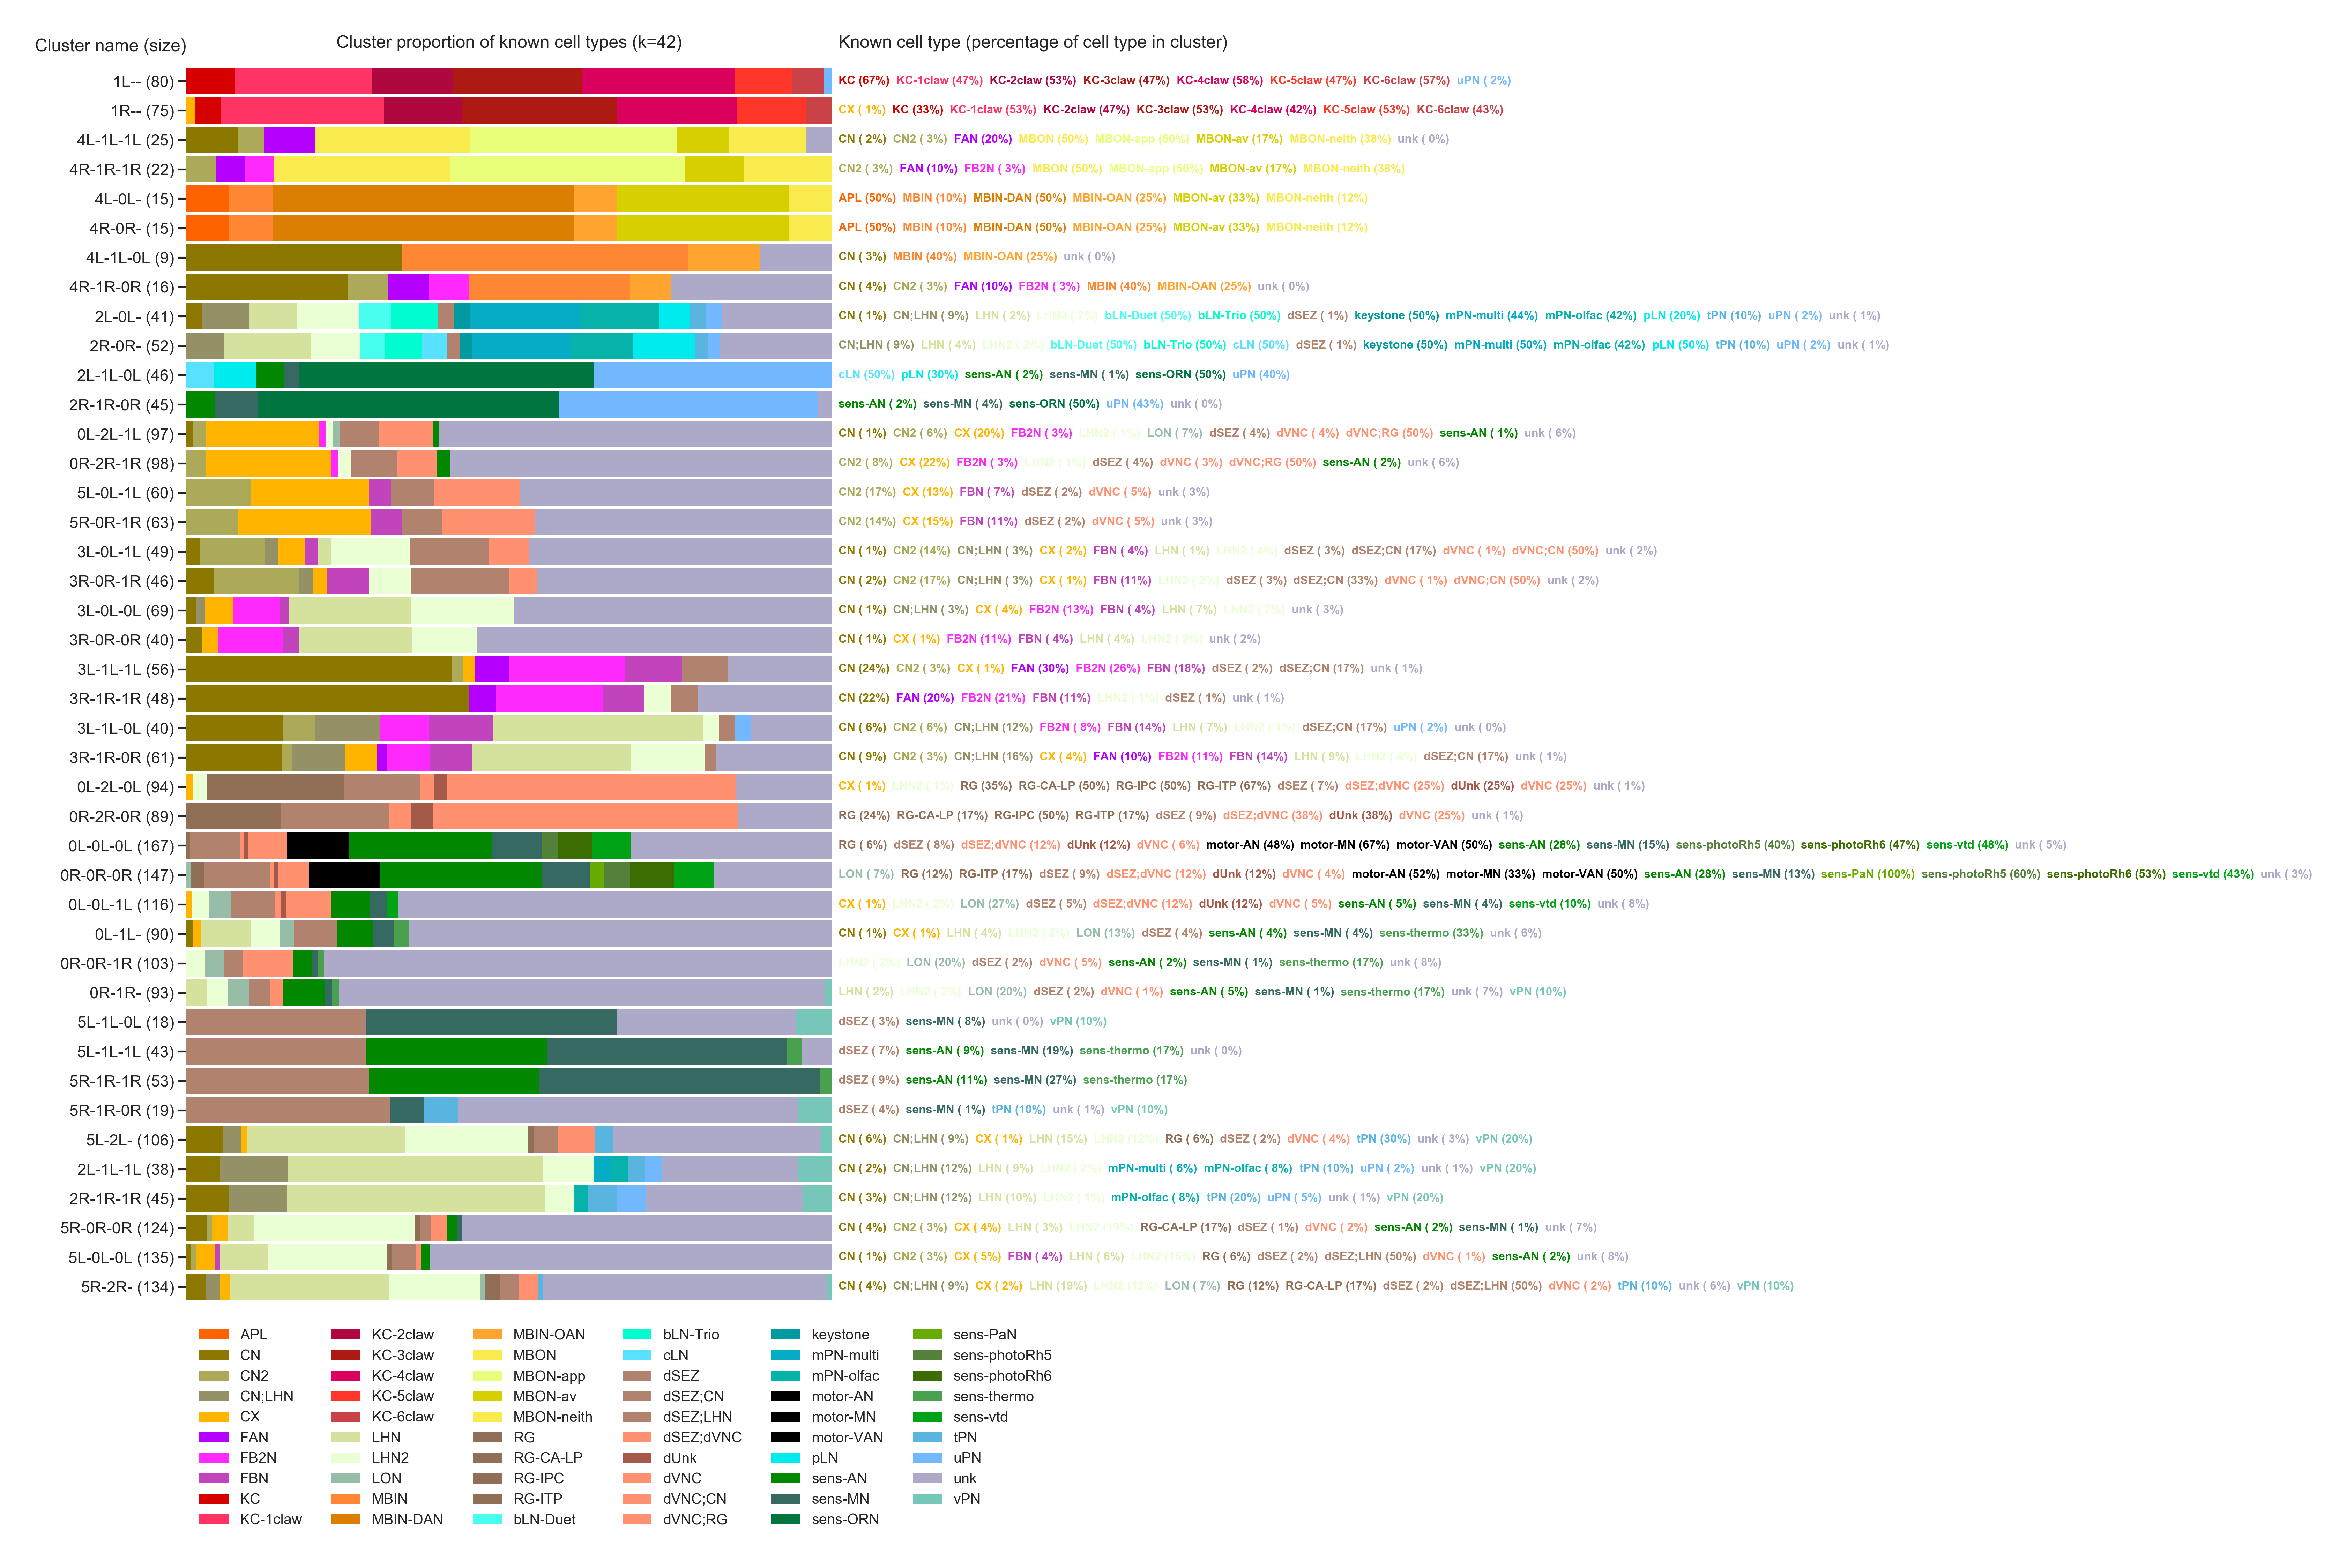 Cluster name (size) Cluster proportion of known cell types (k=42) Known cell type (percentage of cell type in cluster)
1L-- (80) KC (67%) KC-1claw (47%) KC-2claw (53%) KC-3claw (47%) KC-4claw (58%) KC-5claw (47%) KC-6claw (57%) uPN ( 2%)
1R-- (75) CX ( 1%) KC (33%) KC-1claw (53%) KC-2claw (47%) KC-3claw (53%) KC-4claw (42%) KC-5claw (53%) KC-6claw (43%)
4L-1L-1L (25) CN ( 2%) CN2 ( 3%) FAN (20%) MBON (50%) MBON-app (50%) MBON-av (17%) MBON-neith (38%) unk ( 0%)
4R-1R-1R (22) CN2 ( 3%) FAN (10%) FB2N ( 3%) MBON (50%) MBON-app (50%) MBON-av (17%) MBON-neith (38%)
4L-0L- (15) APL (50%) MBIN (10%) MBIN-DAN (50%) MBIN-OAN (25%) MBON-av (33%) MBON-neith (12%)
4R-0R- (15) APL (50%) MBIN (10%) MBIN-DAN (50%) MBIN-OAN (25%) MBON-av (33%) MBON-neith (12%)
4L-1L-0L (9) CN ( 3%) MBIN (40%) MBIN-OAN (25%) unk ( 0%)
4R-1R-0R (16) CN ( 4%) CN2 ( 3%) FAN (10%) FB2N ( 3%) MBIN (40%) MBIN-OAN (25%) unk ( 0%)
2L-0L- (41) CN ( 1%) CN;LHN ( 9%) LHN ( 2%) LHN2 ( 2%) bLN-Duet (50%) bLN-Trio (50%) dSEZ ( 1%) keystone (50%) mPN-multi (44%) mPN-olfac (42%) pLN (20%) tPN (10%) uPN ( 2%) unk ( 1%)
2R-0R- (52) CN;LHN ( 9%) LHN ( 4%) LHN2 ( 2%) bLN-Duet (50%) bLN-Trio (50%) cLN (50%) dSEZ ( 1%) keystone (50%) mPN-multi (50%) mPN-olfac (42%) pLN (50%) tPN (10%) uPN ( 2%) unk ( 1%)
2L-1L-0L (46) cLN (50%) pLN (30%) sens-AN ( 2%) sens-MN ( 1%) sens-ORN (50%) uPN (40%)
2R-1R-0R (45) sens-AN ( 2%) sens-MN ( 4%) sens-ORN (50%) uPN (43%) unk ( 0%)
0L-2L-1L (97) CN ( 1%) CN2 ( 6%) CX (20%) FB2N ( 3%) LHN2 ( 1%) LON ( 7%) dSEZ ( 4%) dVNC ( 4%) dVNC;RG (50%) sens-AN ( 1%) unk ( 6%)
0R-2R-1R (98) CN2 ( 8%) CX (22%) FB2N ( 3%) LHN2 ( 1%) dSEZ ( 4%) dVNC ( 3%) dVNC;RG (50%) sens-AN ( 2%) unk ( 6%)
5L-0L-1L (60) CN2 (17%) CX (13%) FBN ( 7%) dSEZ ( 2%) dVNC ( 5%) unk ( 3%)
5R-0R-1R (63) CN2 (14%) CX (15%) FBN (11%) dSEZ ( 2%) dVNC ( 5%) unk ( 3%)
3L-0L-1L (49) CN ( 1%) CN2 (14%) CN;LHN ( 3%) CX ( 2%) FBN ( 4%) LHN ( 1%) LHN2 ( 4%) dSEZ ( 3%) dSEZ;CN (17%) dVNC ( 1%) dVNC;CN (50%) unk ( 2%)
3R-0R-1R (46) CN ( 2%) CN2 (17%) CN;LHN ( 3%) CX ( 1%) FBN (11%) LHN2 ( 2%) dSEZ ( 3%) dSEZ;CN (33%) dVNC ( 1%) dVNC;CN (50%) unk ( 2%)
3L-0L-0L (69) CN ( 1%) CN;LHN ( 3%) CX ( 4%) FB2N (13%) FBN ( 4%) LHN ( 7%) LHN2 ( 7%) unk ( 3%)
3R-0R-0R (40) CN ( 1%) CX ( 1%) FB2N (11%) FBN ( 4%) LHN ( 4%) LHN2 ( 2%) unk ( 2%)
3L-1L-1L (56) CN (24%) CN2 ( 3%) CX ( 1%) FAN (30%) FB2N (26%) FBN (18%) dSEZ ( 2%) dSEZ;CN (17%) unk ( 1%)
3R-1R-1R (48) CN (22%) FAN (20%) FB2N (21%) FBN (11%) LHN2 ( 1%) dSEZ ( 1%) unk ( 1%)
3L-1L-0L (40) CN ( 6%) CN2 ( 6%) CN;LHN (12%) FB2N ( 8%) FBN (14%) LHN ( 7%) LHN2 ( 1%) dSEZ;CN (17%) uPN ( 2%) unk ( 0%)
3R-1R-0R (61) CN ( 9%) CN2 ( 3%) CN;LHN (16%) CX ( 4%) FAN (10%) FB2N (11%) FBN (14%) LHN ( 9%) LHN2 ( 4%) dSEZ;CN (17%) unk ( 1%)
0L-2L-0L (94) CX ( 1%) LHN2 ( 1%) RG (35%) RG-CA-LP (50%) RG-IPC (50%) RG-ITP (67%) dSEZ ( 7%) dSEZ;dVNC (25%) dUnk (25%) dVNC (25%) unk ( 1%)
0R-2R-0R (89) RG (24%) RG-CA-LP (17%) RG-IPC (50%) RG-ITP (17%) dSEZ ( 9%) dSEZ;dVNC (38%) dUnk (38%) dVNC (25%) unk ( 1%)
0L-0L-0L (167) RG ( 6%) dSEZ ( 8%) dSEZ;dVNC (12%) dUnk (12%) dVNC ( 6%) motor-AN (48%) motor-MN (67%) motor-VAN (50%) sens-AN (28%) sens-MN (15%) sens-photoRh5 (40%) sens-photoRh6 (47%) sens-vtd (48%) unk ( 5%)
0R-0R-0R (147) LON ( 7%) RG (12%) RG-ITP (17%) dSEZ ( 9%) dSEZ;dVNC (12%) dUnk (12%) dVNC ( 4%) motor-AN (52%) motor-MN (33%) motor-VAN (50%) sens-AN (28%) sens-MN (13%) sens-PaN (100%) sens-photoRh5 (60%) sens-photoRh6 (53%) sens-vtd (43%) unk ( 3%)
0L-0L-1L (116) CX ( 1%) LHN2 ( 2%) LON (27%) dSEZ ( 5%) dSEZ;dVNC (12%) dUnk (12%) dVNC ( 5%) sens-AN ( 5%) sens-MN ( 4%) sens-vtd (10%) unk ( 8%)
0L-1L- (90) CN ( 1%) CX ( 1%) LHN ( 4%) LHN2 ( 2%) LON (13%) dSEZ ( 4%) sens-AN ( 4%) sens-MN ( 4%) sens-thermo (33%) unk ( 6%)
0R-0R-1R (103) LHN2 ( 2%) LON (20%) dSEZ ( 2%) dVNC ( 5%) sens-AN ( 2%) sens-MN ( 1%) sens-thermo (17%) unk ( 8%)
0R-1R- (93) LHN ( 2%) LHN2 ( 2%) LON (20%) dSEZ ( 2%) dVNC ( 1%) sens-AN ( 5%) sens-MN ( 1%) sens-thermo (17%) unk ( 7%) vPN (10%)
5L-1L-0L (18) dSEZ ( 3%) sens-MN ( 8%) unk ( 0%) vPN (10%)
5L-1L-1L (43) dSEZ ( 7%) sens-AN ( 9%) sens-MN (19%) sens-thermo (17%) unk ( 0%)
5R-1R-1R (53) dSEZ ( 9%) sens-AN (11%) sens-MN (27%) sens-thermo (17%)
5R-1R-0R (19) dSEZ ( 4%) sens-MN ( 1%) tPN (10%) unk ( 1%) vPN (10%)
5L-2L- (106) CN ( 6%) CN;LHN ( 9%) CX ( 1%) LHN (15%) LHN2 (12%) RG ( 6%) dSEZ ( 2%) dVNC ( 4%) tPN (30%) unk ( 3%) vPN (20%)
2L-1L-1L (38) CN ( 2%) CN;LHN (12%) LHN ( 9%) LHN2 ( 2%) mPN-multi ( 6%) mPN-olfac ( 8%) tPN (10%) uPN ( 2%) unk ( 1%) vPN (20%)
2R-1R-1R (45) CN ( 3%) CN;LHN (12%) LHN (10%) LHN2 ( 1%) mPN-olfac ( 8%) tPN (20%) uPN ( 5%) unk ( 1%) vPN (20%)
5R-0R-0R (124) CN ( 4%) CN2 ( 3%) CX ( 4%) LHN ( 3%) LHN2 RG-CA-LP (17%) dSEZ ( 1%) dVNC ( 2%) sens-AN ( 2%) sens-MN ( 1%) unk ( 7%)
5L-0L-0L (135) CN ( 1%) CN2 ( 3%) CX ( 5%) FBN ( 4%) LHN ( 6%) LHN2 (16%) RG ( 6%) dSEZ ( 2%) dSEZ;LHN (50%) dVNC ( 1%) sens-AN ( 2%) unk ( 8%)
5R-2R- (134) CN ( 4%) CN;LHN ( 9%) CX ( 2%) LHN (19%) LHN2 (12%) LON ( 7%) RG (12%) RG-CA-LP (17%) dSEZ ( 2%) dSEZ;LHN (50%) dVNC ( 2%) tPN (10%) unk ( 6%) vPN (10%)
APL KC-2claw MBIN-OAN bLN-Trio keystone sens-PaN
CN KC-3claw MBON cLN mPN-multi sens-photoRh5
CN2 KC-4claw MBON-app dSEZ mPN-olfac sens-photoRh6
CN;LHN KC-5claw MBON-av dSEZ;CN motor-AN sens-thermo
CX KC-6claw MBON-neith dSEZ;LHN motor-MN sens-vtd
FAN LHN RG dSEZ;dVNC motor-VAN tPN
FB2N LHN2 RG-CA-LP dUnk pLN uPN
FBN LON RG-IPC dVNC sens-AN unk
KC MBIN RG-ITP dVNC;CN sens-MN vPN
KC-1claw MBIN-DAN bLN-Duet dVNC;RG sens-ORN